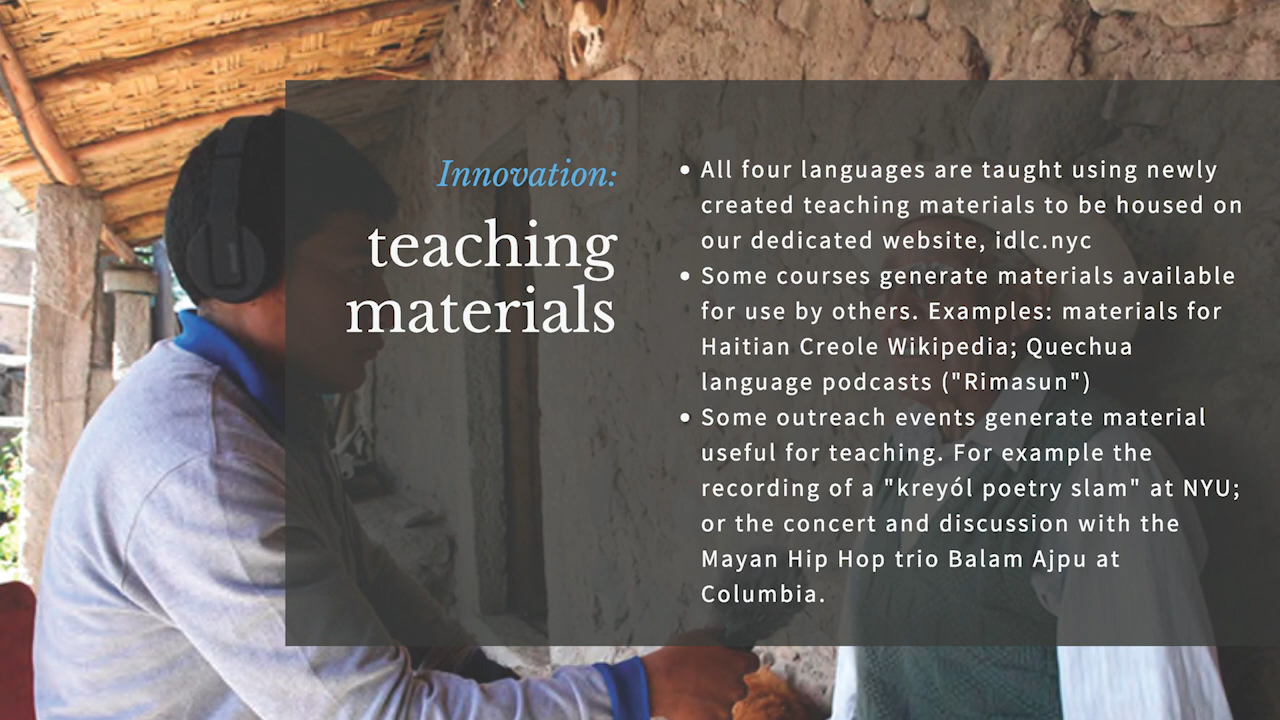 Innovation:
teaching
materials
• All four languages are taught using newly
created teaching materials to be housed on
our dedicated website, idlc.nyc
• Some courses generate materials available
for use by others. Examples: materials for
Haitian Creole Wikipedia; Quechua
language podcasts ("Rimasun")
• Some outreach events generate material
useful for teaching. For example the
recording of a "kreyól poetry slam" at NYU;
or the concert and discussion with the
Mayan Hip Hop trio Balam Ajpu at
Columbia.